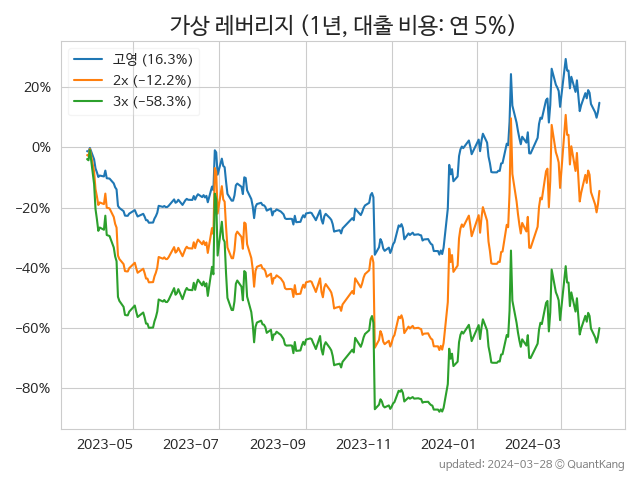 가상 레버리지 (1년, 대출 비용: 연 5%)
고영 (16.3%)
2x (−12.2%)
3x (−58.3%)
20%
0%
−20%
−40%
−60%
−80%
2023-05 2023-07 2023-09 2023-11 2024-01 2024-03
updated: 2024-03-28 © QuantKang